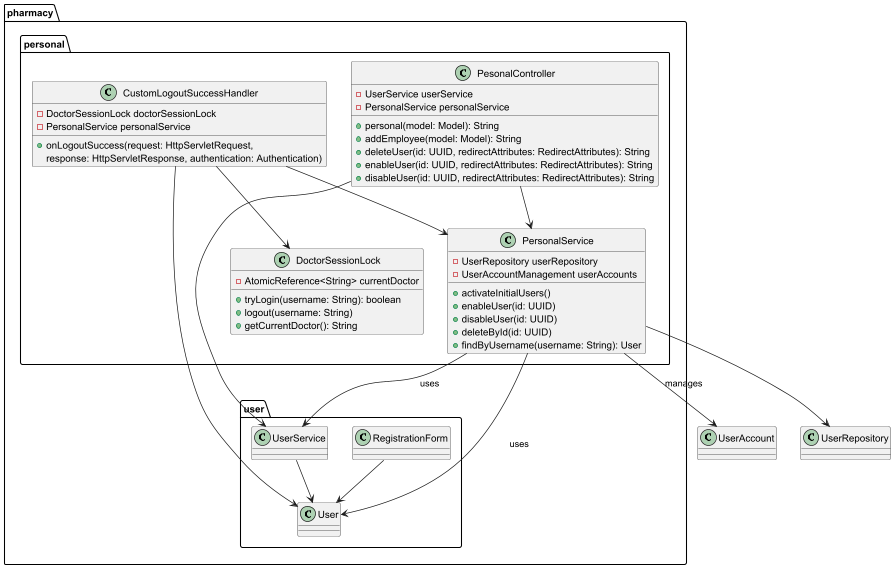 pharmacy
personal
C CustomLogoutSuccessHandler
DoctorSessionLock doctorSessionLock
PersonalService personalService
onLogoutSuccess(request: HttpServletRequest,
response: HttpServletResponse, authentication: Authentication)
C PesonalController
UserService userService
PersonalService personalService
personal(model: Model): String
addEmployee(model: Model): String
deleteUser(id: UUID, redirectAttributes: RedirectAttributes): String
enableUser(id: UUID, redirectAttributes: RedirectAttributes): String
disableUser(id: UUID, redirectAttributes: RedirectAttributes): String
C DoctorSessionLock
AtomicReference<String> currentDoctor
tryLogin(username: String): boolean
logout(username: String)
getCurrentDoctor(): String
C PersonalService
UserRepository userRepository
UserAccountManagement userAccounts
activateInitialUsers()
enableUser(id: UUID)
disableUser(id: UUID)
deleteById(id: UUID)
findByUsername(username: String): User
uses
manages
user
C UserService
C RegistrationForm
C UserAccount
C UserRepository
uses
C User